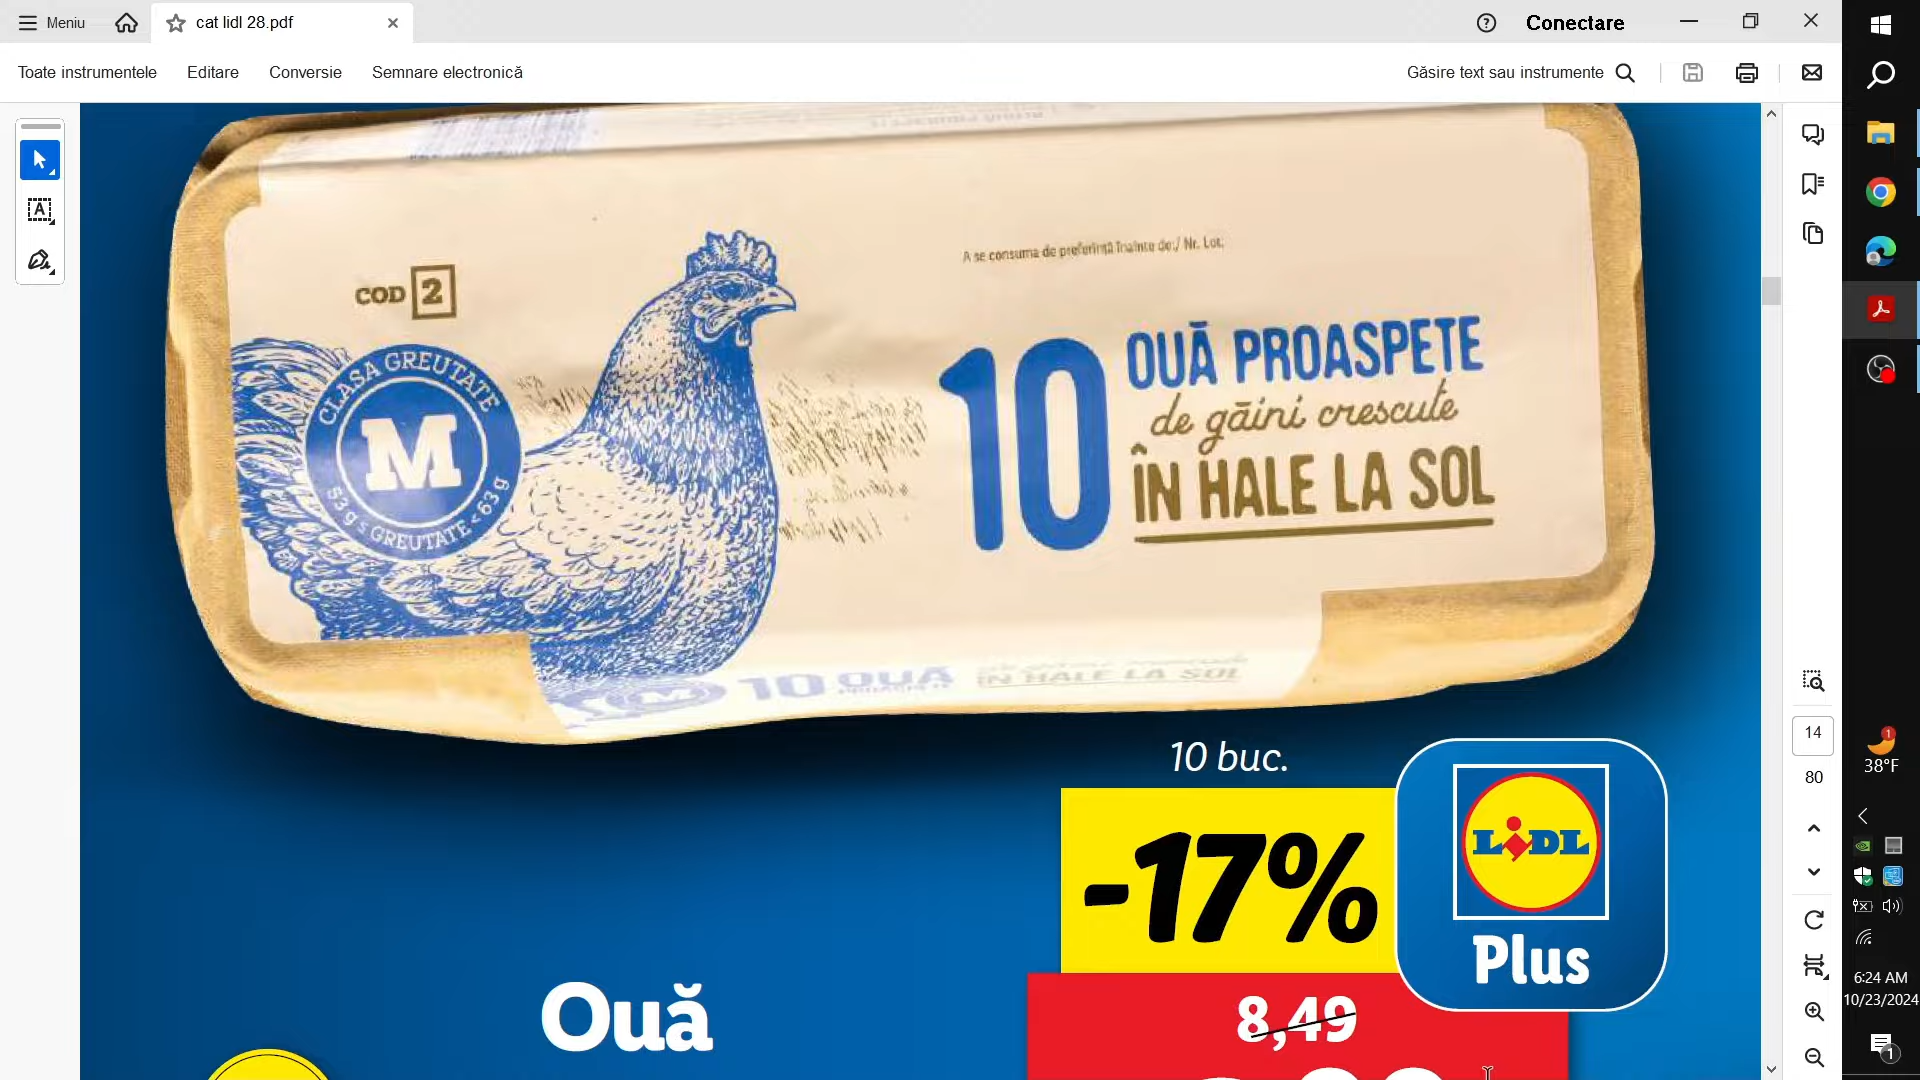 Meniu
cat lidl 28.pdf
Conectare
Toate instrumentele
Editare
Conversie
Semnare electronică
Găsire text sau instrumente
A se consuma de preferință înainte de:/ Nr. Lot:
COD 2
CLASA GREUTATE
M
53 g ≤ GREUTATE < 63 g
10
OUĂ PROASPETE
de găini crescute
ÎN HALE LA SOL
M
10 OUĂ
PROASPETE
ÎN HALE LA SOL
10 buc.
-17%
LIDL
Plus
8,49
Ouă
14
80
1
38°F
6:24 AM
10/23/2024
1